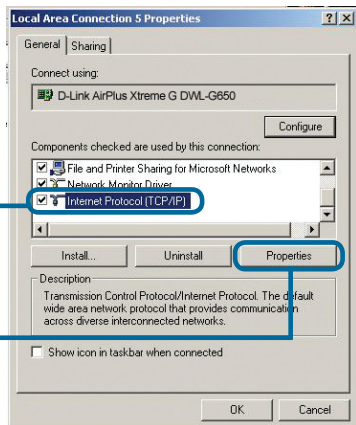 Local Area Connection 5 Properties
General Sharing
Connect using:
D-Link AirPlus Xtreme G DWL-G650
Configure
Components checked are used by this connection:
File and Printer Sharing for Microsoft Networks
Network Monitor Driver
Internet Protocol (TCP/IP)
Install... Uninstall Properties
Description
Transmission Control Protocol/Internet Protocol. The default
wide area network protocol that provides communication
across diverse interconnected networks.
Show icon in taskbar when connected
OK Cancel